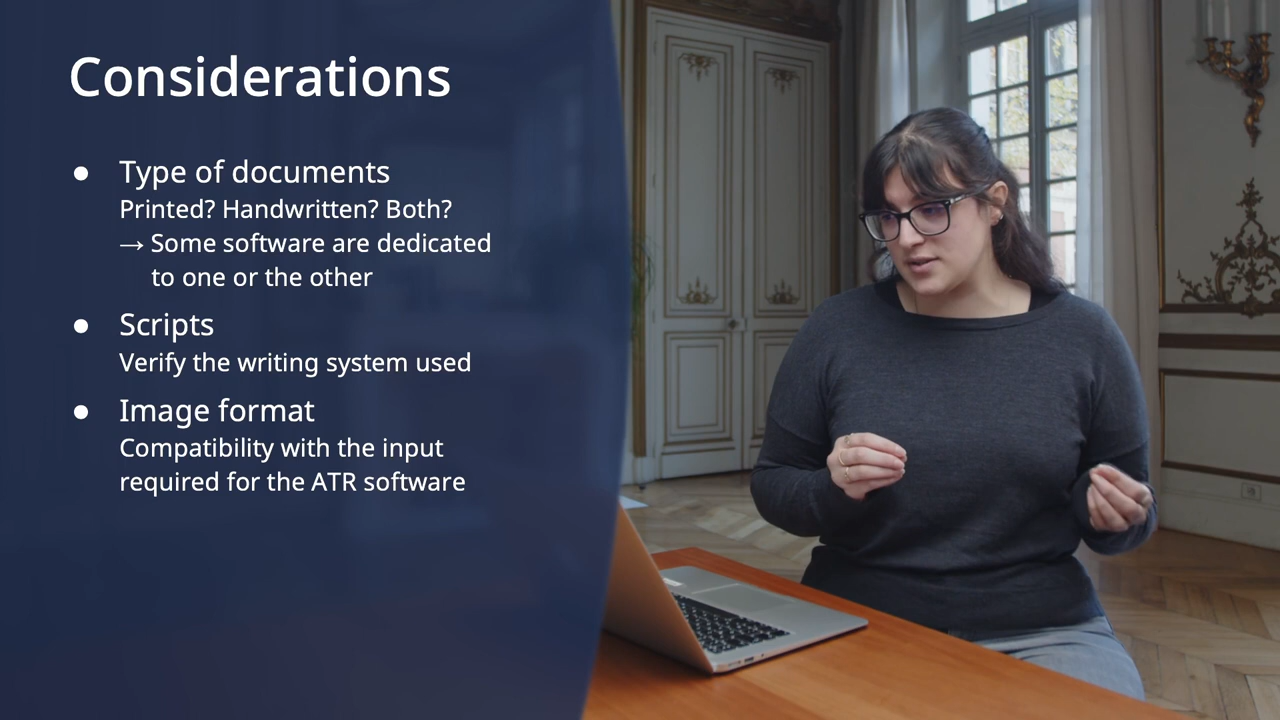 Considerations
● Type of documents
Printed? Handwritten? Both?
→ Some software are dedicated
to one or the other
● Scripts
Verify the writing system used
● Image format
Compatibility with the input
required for the ATR software